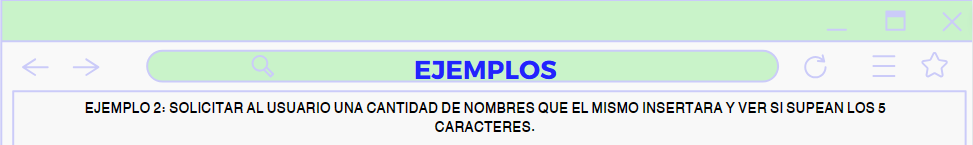 EJEMPLOS
EJEMPLO 2: SOLICITAR AL USUARIO UNA CANTIDAD DE NOMBRES QUE EL MISMO INSERTARA Y VER SI SUPEAN LOS 5
CARACTERES.